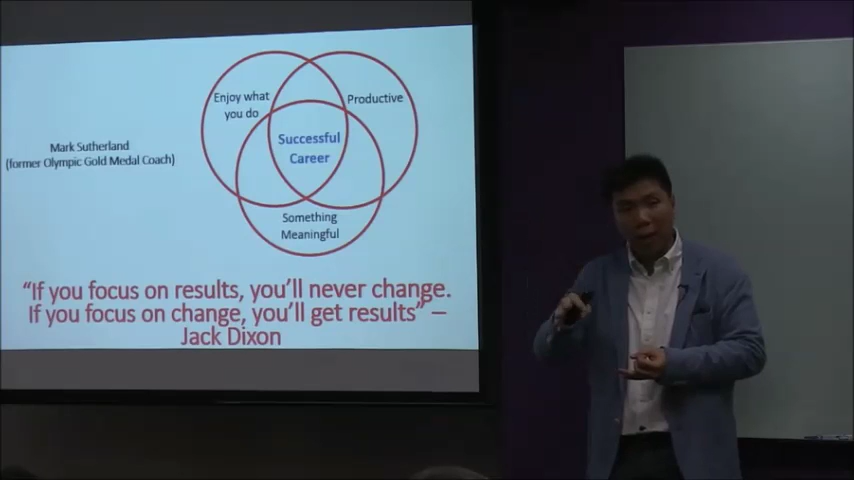 Enjoy what
you do
Productive
Mark Sutherland
(former Olympic Gold Medal Coach)
Successful
Career
Something
Meaningful
“If you focus on results, you’ll never change.
If you focus on change, you’ll get results” –
Jack Dixon